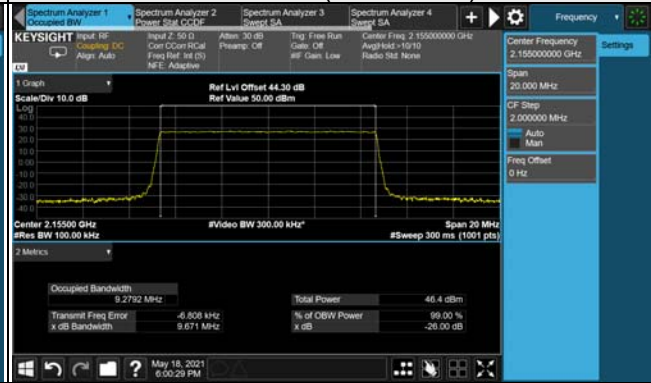 Spectrum Analyzer 1
Occupied BW
Spectrum Analyzer 2
Power Stat CCDF
Spectrum Analyzer 3
Swept SA
Spectrum Analyzer 4
Swept SA
Frequency
KEYSIGHT
Input: RF
Coupling: DC
Align: Auto
Input Z: 50 Ω
Corr CCorr RCal
Freq Ref: Int (S)
NFE: Adaptive
Atten: 30 dB
Preamp: Off
Trig: Free Run
Gate: Off
#IF Gain: Low
Center Freq: 2.155000000 GHz
Avg|Hold:>10/10
Radio Std: None
LXI
Center Frequency
2.155000000 GHz
Settings
Span
20.000 MHz
CF Step
2.000000 MHz
Auto
Man
Freq Offset
0 Hz
1 Graph
Scale/Div 10.0 dB
Ref Lvl Offset 44.30 dB
Ref Value 50.00 dBm
Log
40.0
30.0
20.0
10.0
0.00
-10.0
-20.0
-30.0
-40.0
Center 2.15500 GHz
#Res BW 100.00 kHz
#Video BW 300.00 kHz*
Span 20 MHz
#Sweep 300 ms (1001 pts)
2 Metrics
Occupied Bandwidth
9.2792 MHz
Total Power 46.4 dBm
Transmit Freq Error -6.808 kHz
% of OBW Power 99.00 %
x dB Bandwidth 9.671 MHz
x dB -26.00 dB
?
May 18, 2021
6:00:29 PM